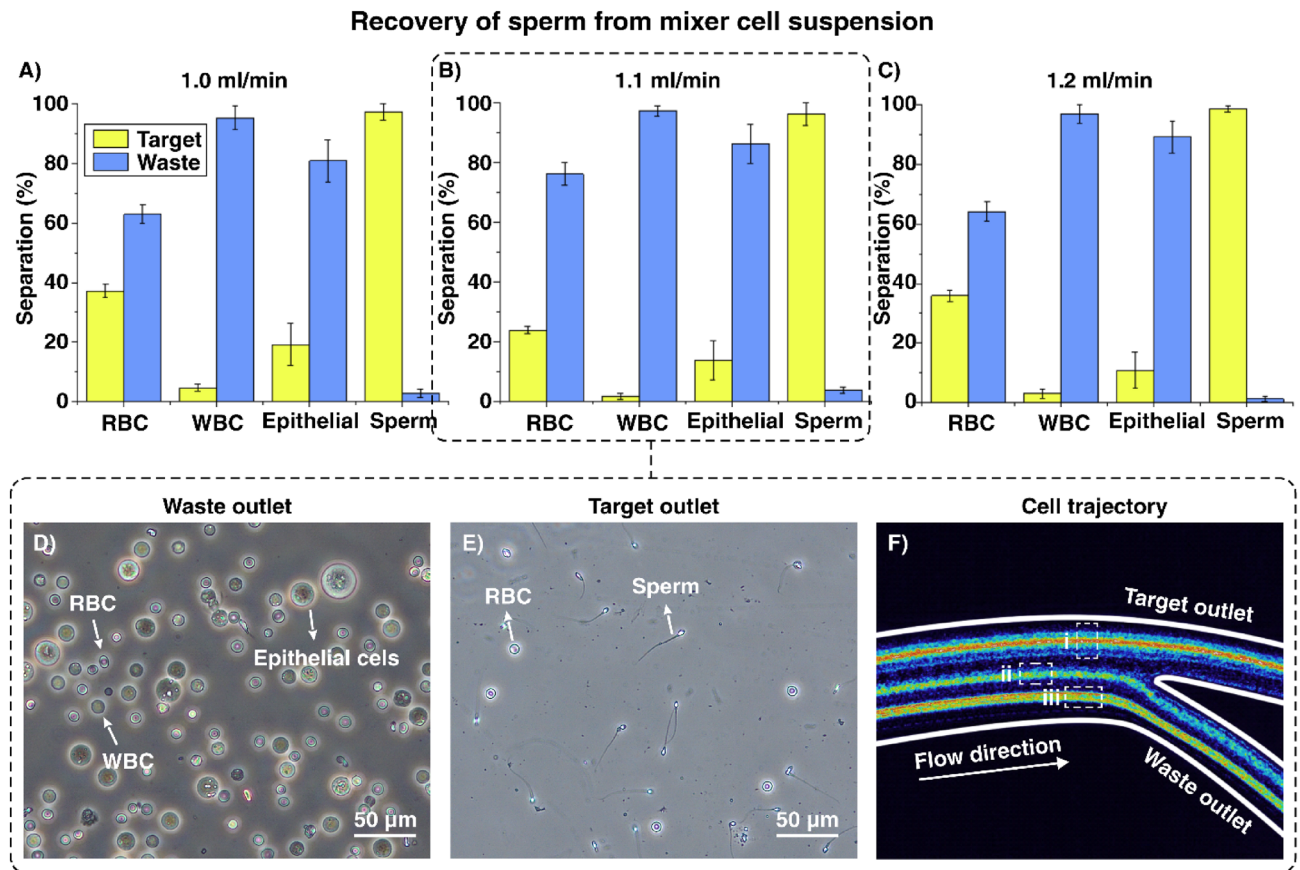 Recovery of sperm from mixer cell suspension
A)
1.0 ml/min
Separation (%)
100
80
60
40
20
0
Target
Waste
RBC
WBC
Epithelial
Sperm
B)
1.1 ml/min
Separation (%)
100
80
60
40
20
0
RBC
WBC
Epithelial
Sperm
C)
1.2 ml/min
Separation (%)
100
80
60
40
20
0
RBC
WBC
Epithelial
Sperm
Waste outlet
D)
RBC
Epithelial cels
WBC
50 μm
Target outlet
E)
RBC
Sperm
50 μm
Cell trajectory
F)
Target outlet
i
ii
iii
Flow direction
Waste outlet